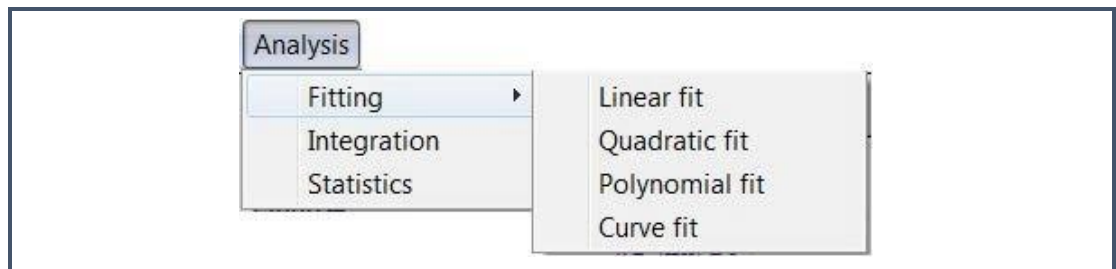 Analysis
Fitting
Integration
Statistics
Linear fit
Quadratic fit
Polynomial fit
Curve fit